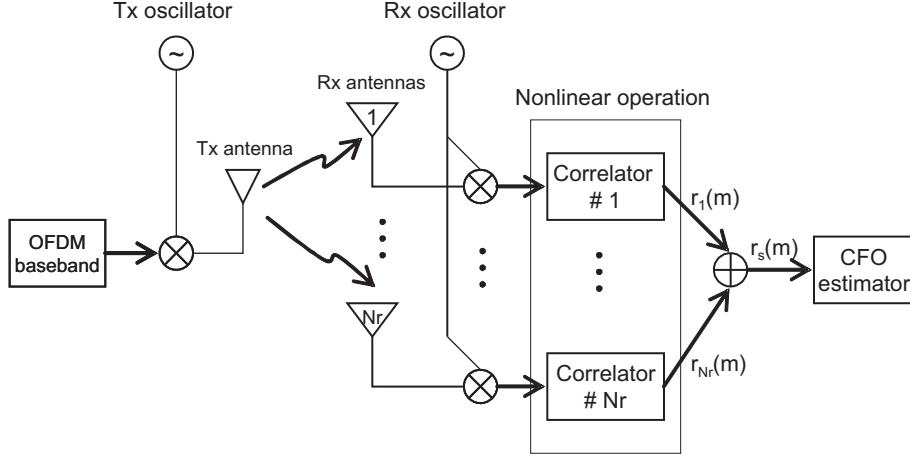 Tx oscillator
Rx oscillator
~
~
Rx antennas
Nonlinear operation
1
Tx antenna
Correlator
# 1
r1(m)
OFDM
baseband
rs(m)
CFO
estimator
Nr
Correlator
# Nr
rNr(m)